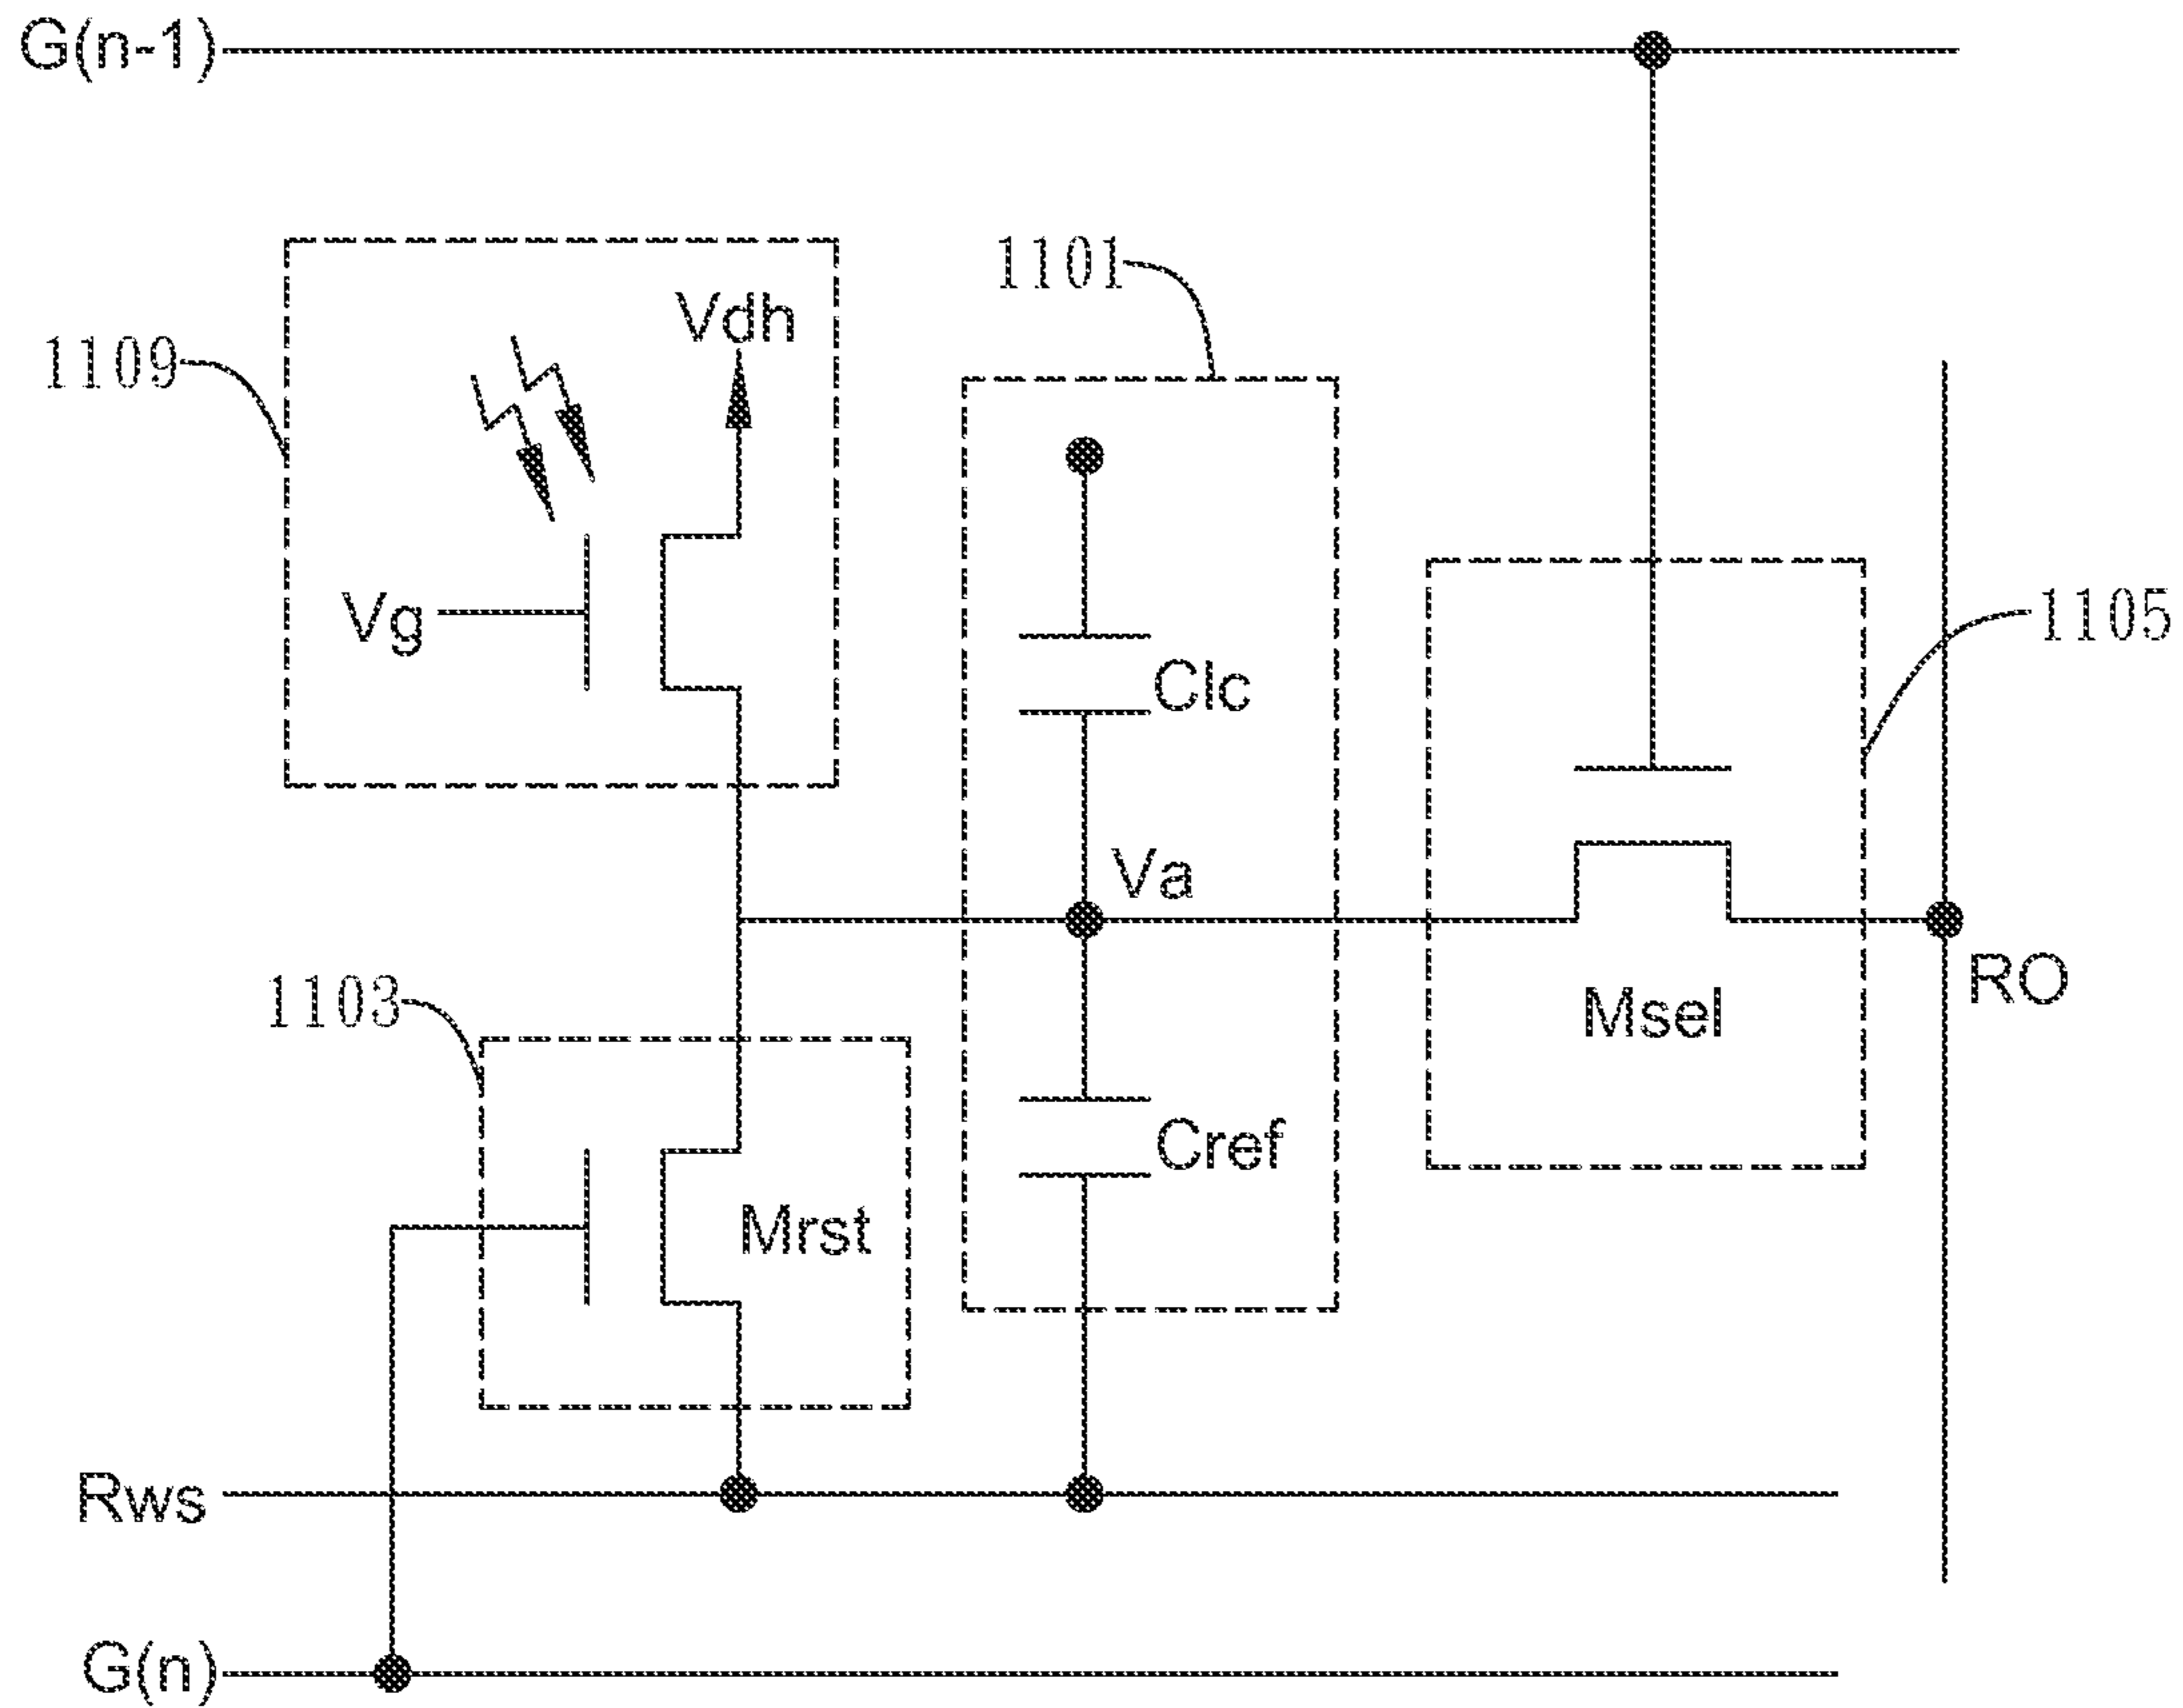 G(n-1)
1101
Vdh
1109
Vg
1105
Clc
Va
RO
1103
Msel
Cref
Mrst
Rws
G(n)